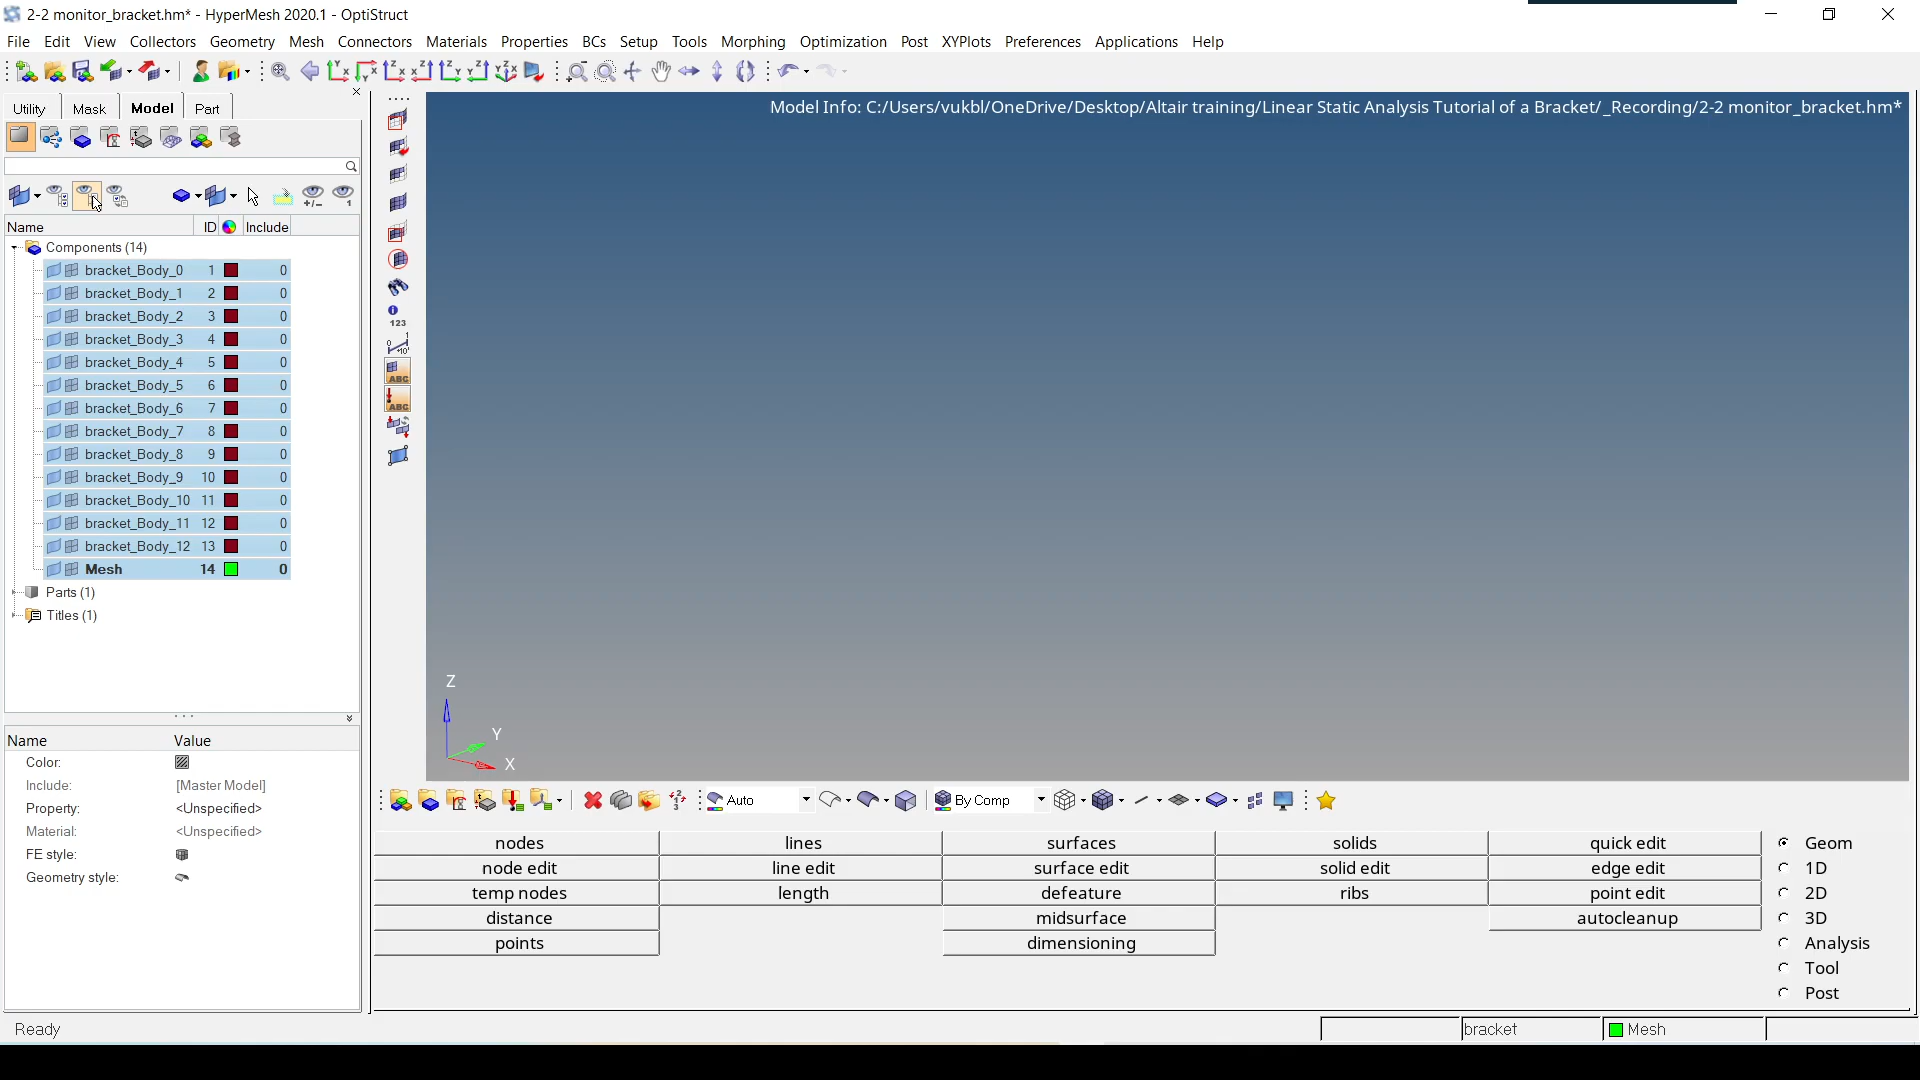 2-2 monitor_bracket.hm* - HyperMesh 2020.1 - OptiStruct
File Edit View Collectors Geometry Mesh Connectors Materials Properties BCs Setup Tools Morphing Optimization Post XYPlots Preferences Applications Help
Utility Mask Model Part
Model Info: C:/Users/vukbl/OneDrive/Desktop/Altair training/Linear Static Analysis Tutorial of a Bracket/_Recording/2-2 monitor_bracket.hm*
Name ID Include
Components (14)
bracket_Body_0 1 0
bracket_Body_1 2 0
bracket_Body_2 3 0
bracket_Body_3 4 0
bracket_Body_4 5 0
bracket_Body_5 6 0
bracket_Body_6 7 0
bracket_Body_7 8 0
bracket_Body_8 9 0
bracket_Body_9 10 0
bracket_Body_10 11 0
bracket_Body_11 12 0
bracket_Body_12 13 0
Mesh 14 0
Parts (1)
Titles (1)
123
ABC
ABC
Z
Y
X
Name Value
Color:
Include: [Master Model]
Property: <Unspecified>
Material: <Unspecified>
FE style:
Geometry style:
Auto By Comp
nodes lines surfaces solids quick edit Geom
node edit line edit surface edit solid edit edge edit 1D
temp nodes length defeature ribs point edit 2D
distance midsurface autocleanup 3D
points dimensioning Analysis
Tool
Post
Ready bracket Mesh